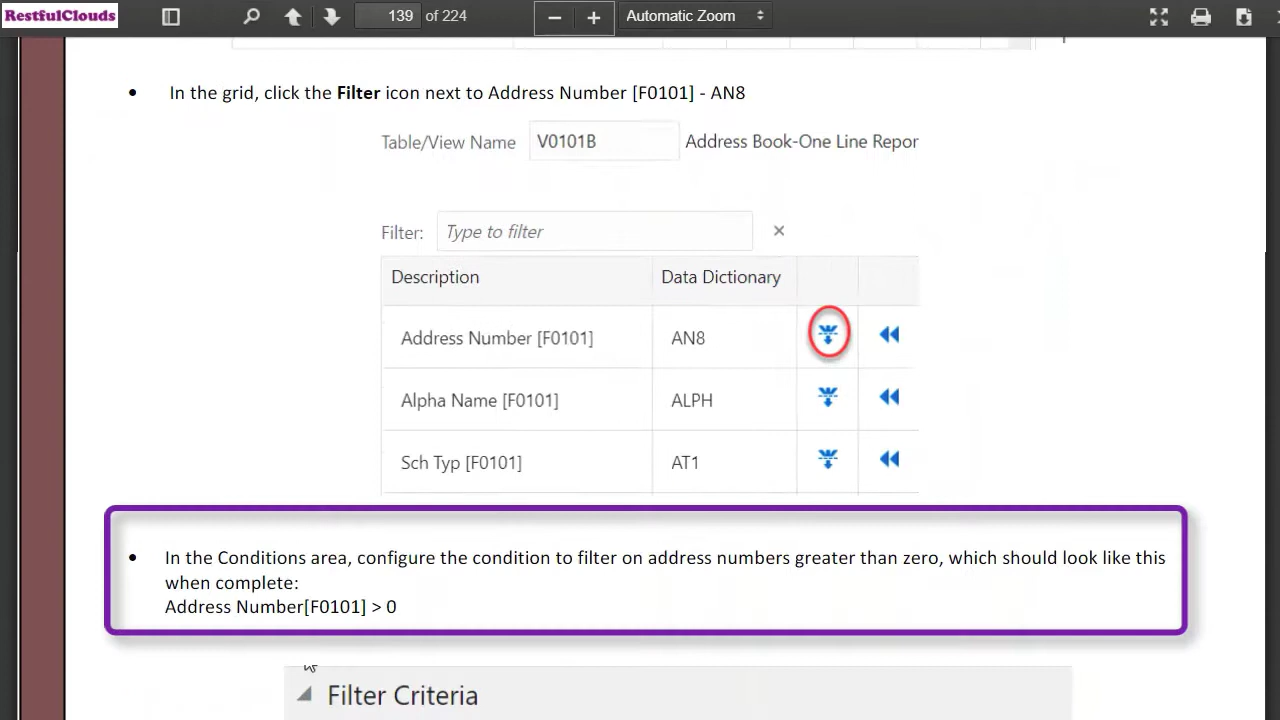 RestfulClouds
139 of 224
Automatic Zoom
• In the grid, click the Filter icon next to Address Number [F0101] - AN8
Table/View Name V0101B Address Book-One Line Repor
Filter: Type to filter ×
Description Data Dictionary
Address Number [F0101] AN8
Alpha Name [F0101] ALPH
Sch Typ [F0101] AT1
• In the Conditions area, configure the condition to filter on address numbers greater than zero, which should look like this
when complete:
Address Number[F0101] > 0
Filter Criteria